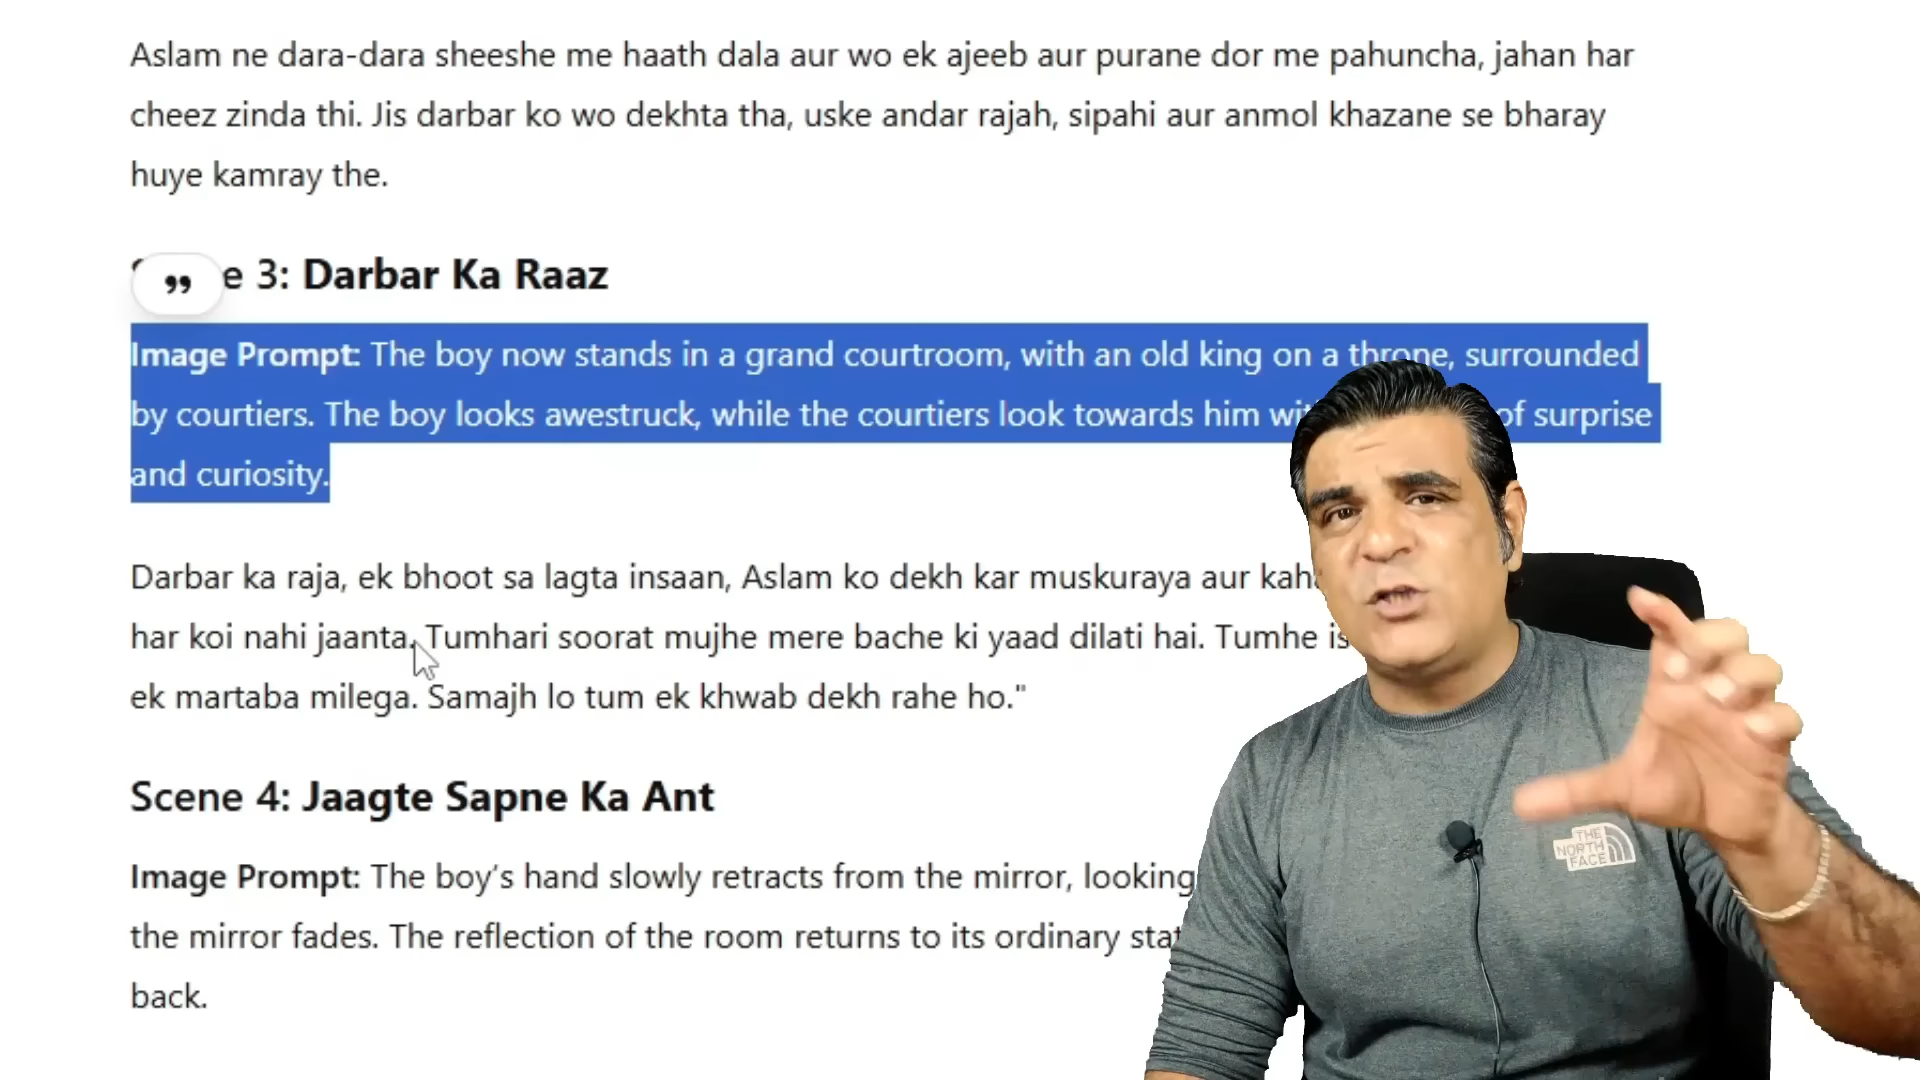 Aslam ne dara-dara sheeshe me haath dala aur wo ek ajeeb aur purane dor me pahuncha, jahan har
cheez zinda thi. Jis darbar ko wo dekhta tha, uske andar rajah, sipahi aur anmol khazane se bharay
huye kamray the.
e 3: Darbar Ka Raaz
Image Prompt: The boy now stands in a grand courtroom, with an old king on a throne, surrounded
by courtiers. The boy looks awestruck, while the courtiers look towards him of surprise
and curiosity.
Darbar ka raja, ek bhoot sa lagta insaan, Aslam ko dekh kar muskuraya aur
har koi nahi jaanta. Tumhari soorat mujhe mere bache ki yaad dilati hai. Tumhe
ek martaba milega. Samajh lo tum ek khwab dekh rahe ho."
Scene 4: Jaagte Sapne Ka Ant
Image Prompt: The boy's hand slowly retracts from the mirror, looking
the mirror fades. The reflection of the room returns to its ordinary
back.
THE
NORTH
FACE